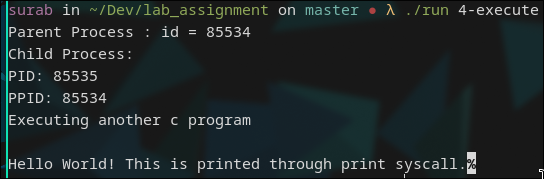 surab in ~/Dev/lab_assignment on master • λ ./run 4-execute
Parent Process : id = 85534
Child Process:
PID: 85535
PPID: 85534
Executing another c program
Hello World! This is printed through print syscall.%